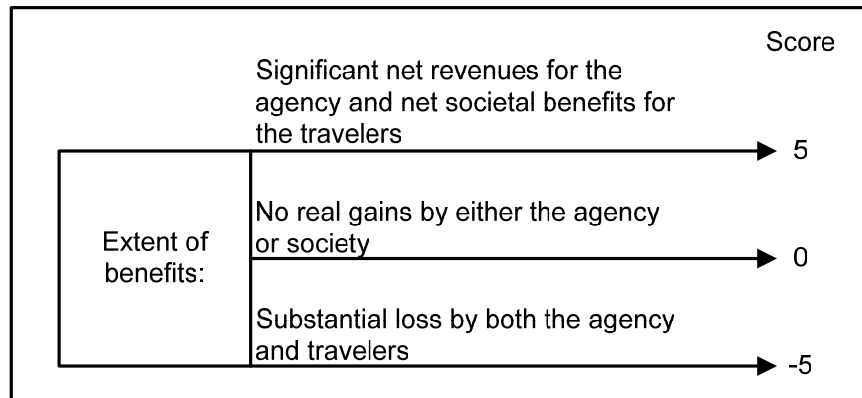 Score
Significant net revenues for the
agency and net societal benefits for
the travelers
5
No real gains by either the agency
or society
0
Extent of
benefits:
Substantial loss by both the agency
and travelers
-5